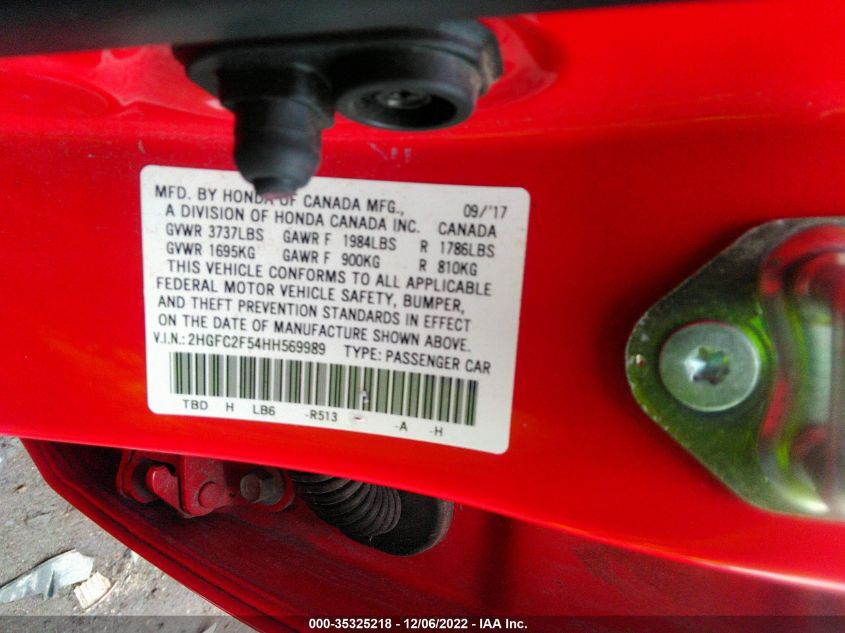 MFD. BY HONDA OF CANADA MFG., 09/'17
A DIVISION OF HONDA CANADA INC. CANADA
GVWR 3737LBS GAWR F 1984LBS R 1786LBS
GVWR 1695KG GAWR F 900KG R 810KG
THIS VEHICLE CONFORMS TO ALL APPLICABLE
FEDERAL MOTOR VEHICLE SAFETY, BUMPER,
AND THEFT PREVENTION STANDARDS IN EFFECT
ON THE DATE OF MANUFACTURE SHOWN ABOVE.
V.I.N.: 2HGFC2F54HH569989 TYPE: PASSENGER CAR
TBD H LB6 -R513 - -A -H
000-35325218 - 12/06/2022 - IAA Inc.